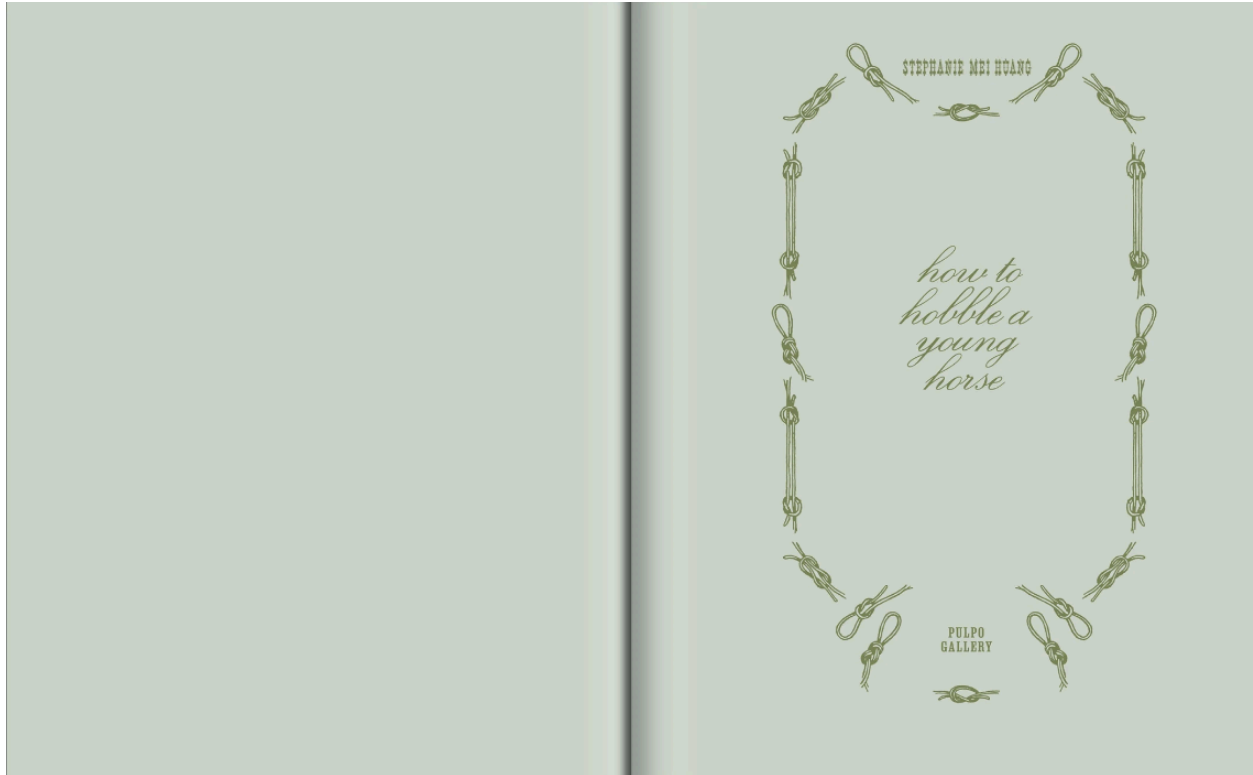 STEPHANIE MEI HUANG
how to
hobble a
young
horse
PULPO
GALLERY